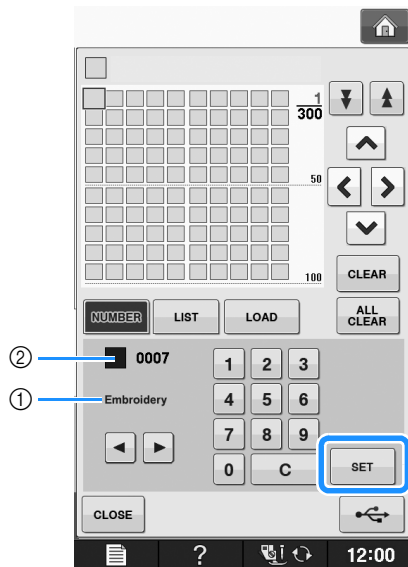 1
300
50
100
CLEAR
NUMBER LIST LOAD ALL CLEAR
② 0007
1 2 3
① Embroidery
4 5 6
7 8 9
0 C SET
CLOSE
? 12:00